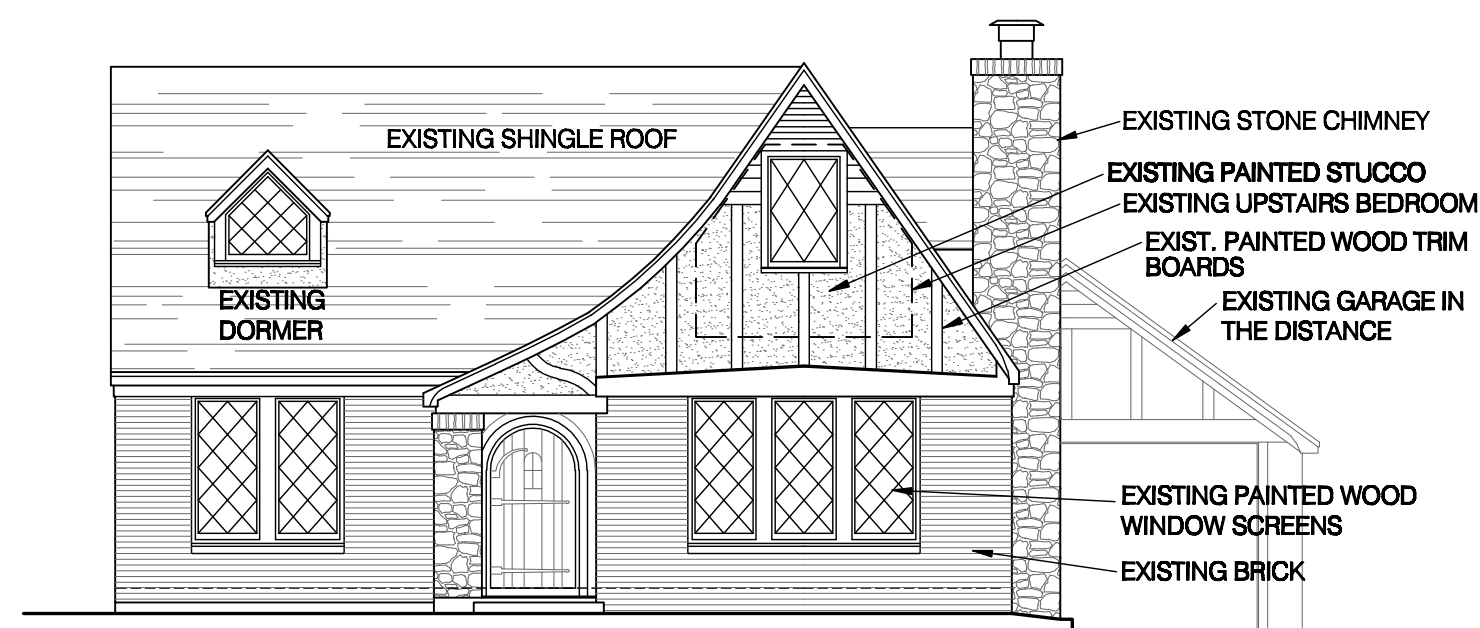 EXISTING SHINGLE ROOF
EXISTING
DORMER
EXISTING STONE CHIMNEY
EXISTING PAINTED STUCCO
EXISTING UPSTAIRS BEDROOM
EXIST. PAINTED WOOD TRIM
BOARDS
EXISTING GARAGE IN
THE DISTANCE
EXISTING PAINTED WOOD
WINDOW SCREENS
EXISTING BRICK